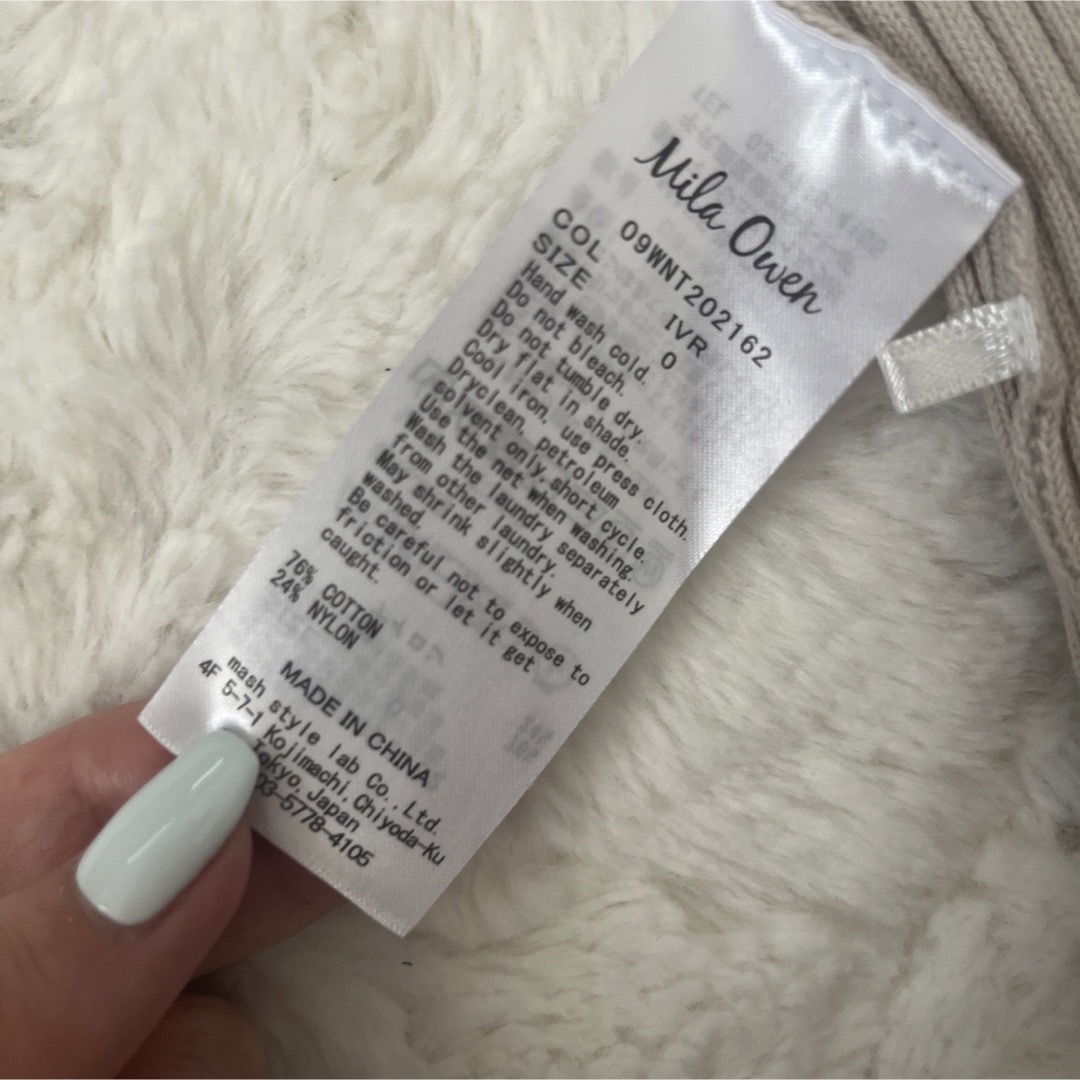 Mila Owen
09WNT202162
COL IVR
SIZE 0
Hand wash cold.
Do not bleach.
Do not tumble dry.
Dry flat in shade.
Cool iron, use press cloth.
Dryclean, petroleum
solvent only, short cycle.
Use the net when washing.
Wash the laundry separately
from other laundry.
May shrink slightly when
washed.
Be careful not to expose to
friction or let it get
caught.
76% COTTON
24% NYLON
MADE IN CHINA
mash style lab Co., Ltd.
4F 5-7-1 Kojimachi, Chiyoda-Ku
Tokyo, Japan
03-5778-4105